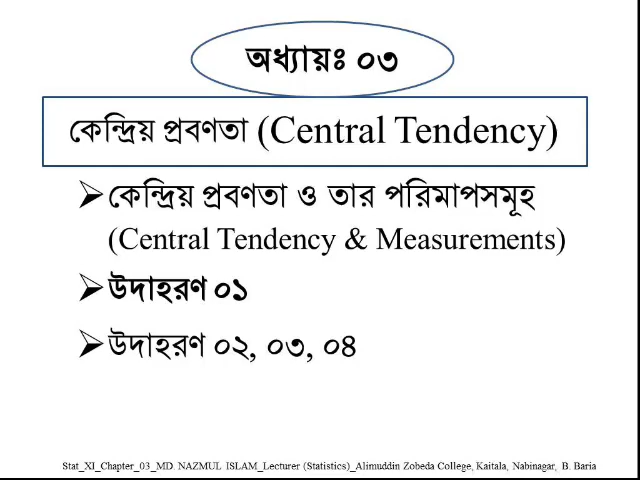 অধ্যায়ঃ ০৩
কেন্দ্রিয় প্রবণতা (Central Tendency)
➢কেন্দ্রিয় প্রবণতা ও তার পরিমাপসমূহ
(Central Tendency & Measurements)
➢উদাহরণ ০১
➢উদাহরণ ০২, ০৩, ০৪
Stat_XI_Chapter_03_MD. NAZMUL ISLAM_Lecturer (Statistics)_Alimuddin Zobeda College, Kaitala, Nabinagar, B. Baria